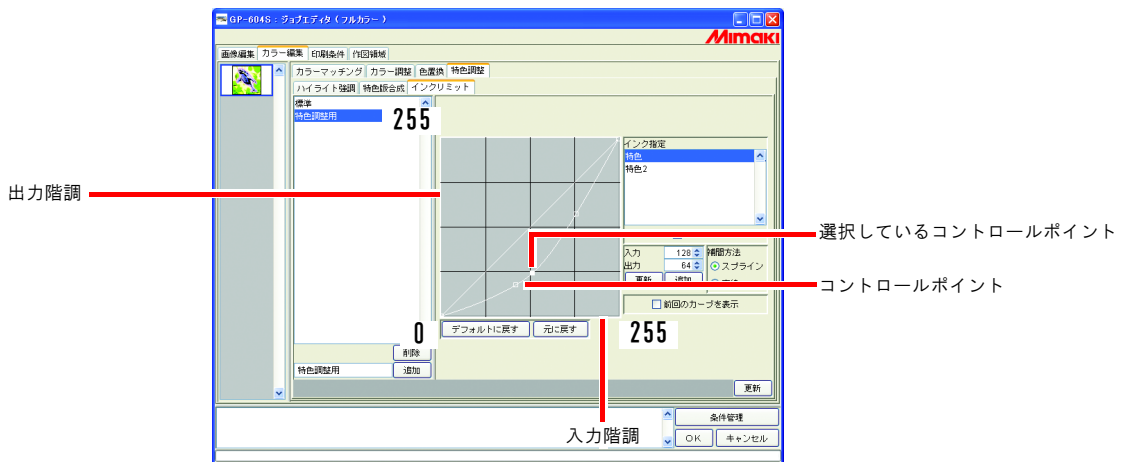 GP-604S : ジョブエディタ ( フルカラー )
Mimaki
画像編集 カラー編集 印刷条件 作図領域
カラーマッチング カラー調整 色置換 特色調整
ハイライト強調 特色版合成 インクリミット
標準
特色調整用
255
インク指定
特色
特色2
出力階調
選択しているコントロールポイント
入力 128 補間方法
出力 64 スプライン
更新 追加
コントロールポイント
前回のカーブを表示
0
デフォルトに戻す 元に戻す
255
削除
特色調整用 追加
更新
条件管理
入力階調
OK キャンセル